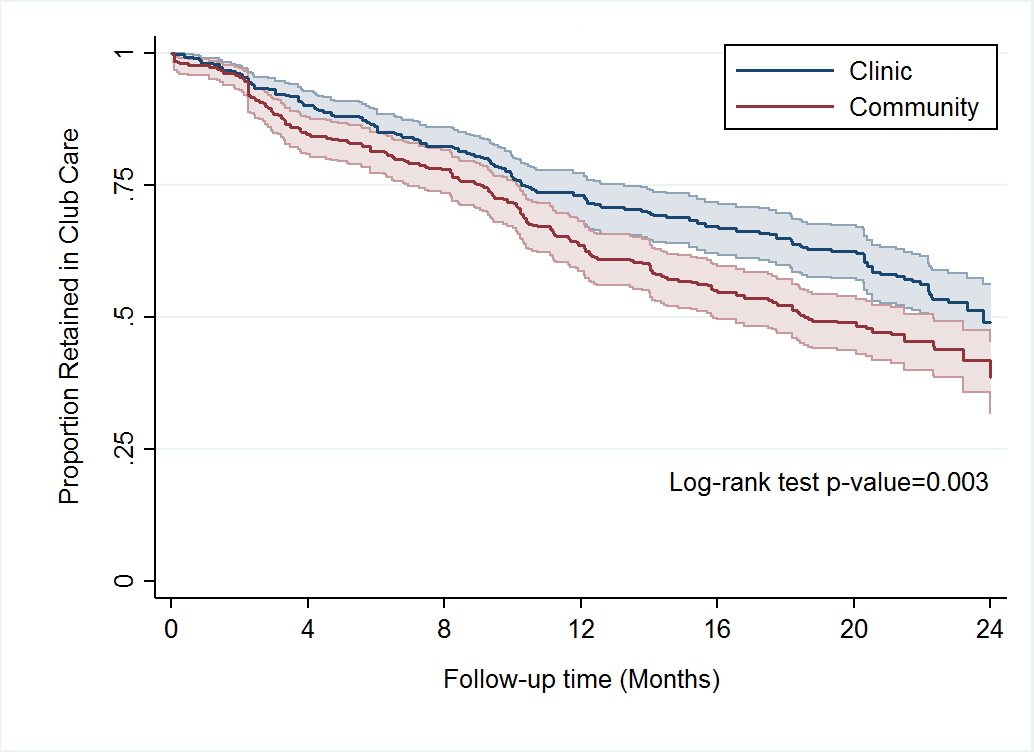 Clinic
Community
Proportion Retained in Club Care
1
.75
.5
.25
0
Log-rank test p-value=0.003
0 4 8 12 16 20 24
Follow-up time (Months)